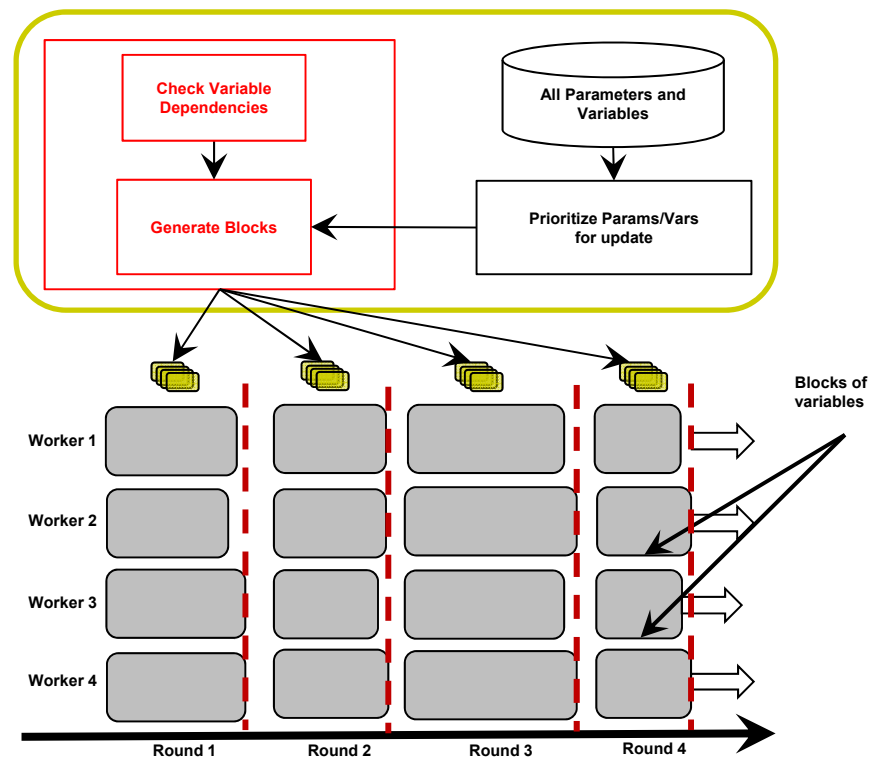 Check Variable
Dependencies
All Parameters and
Variables
Generate Blocks
Prioritize Params/Vars
for update
Blocks of
variables
Worker 1
Worker 2
Worker 3
Worker 4
Round 1
Round 2
Round 3
Round 4